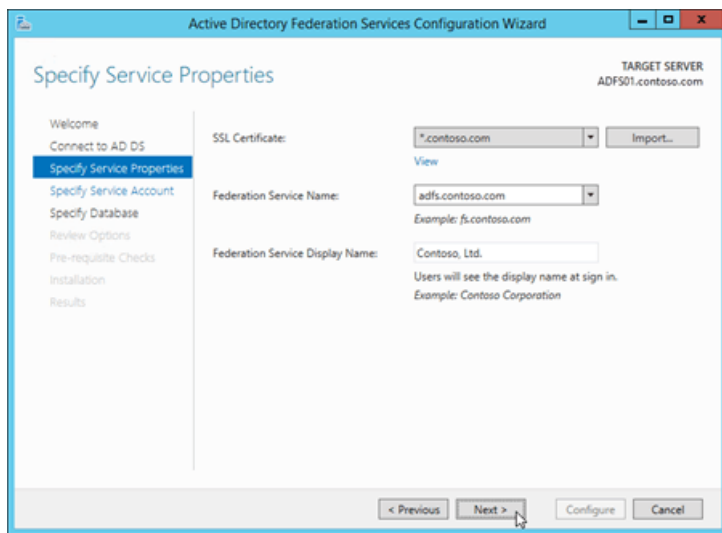 Active Directory Federation Services Configuration Wizard
Specify Service Properties
TARGET SERVER
ADFS01.contoso.com
Welcome
Connect to AD DS
Specify Service Properties
Specify Service Account
Specify Database
Review Options
Pre-requisite Checks
Installation
Results
SSL Certificate:
*.contoso.com
Import...
View
Federation Service Name:
adfs.contoso.com
Example: fs.contoso.com
Federation Service Display Name:
Contoso, Ltd.
Users will see the display name at sign in.
Example: Contoso Corporation
< Previous
Next >
Configure
Cancel